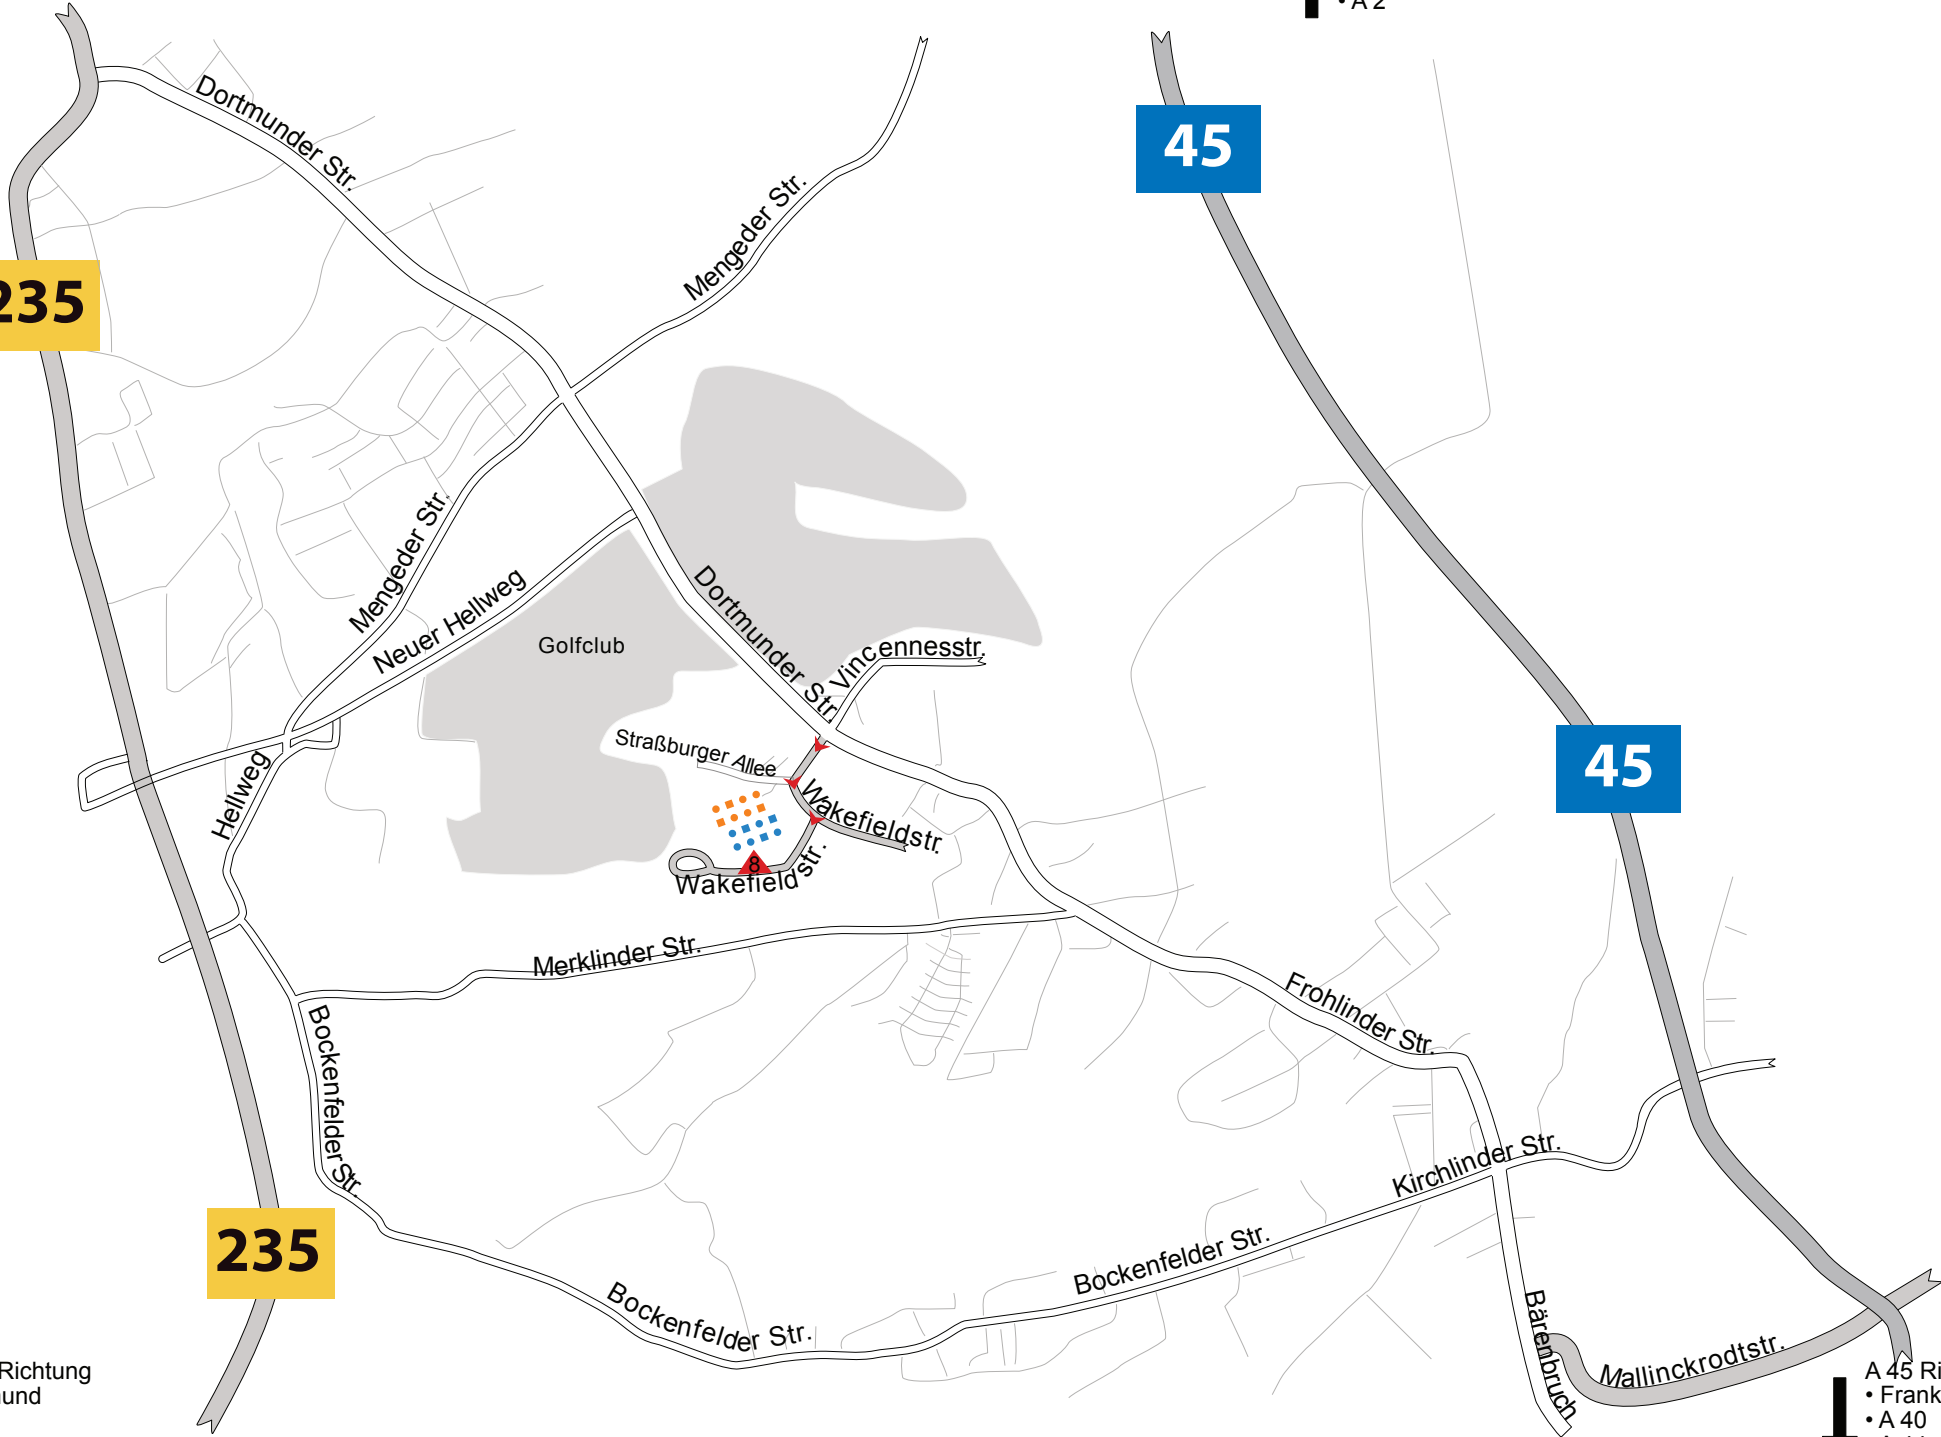 • A 2
45
Dortmunder Str.
Mengeder Str.
235
Mengeder Str.
Neuer Hellweg
Golfclub
Dortmunder Str.
Vincennesstr.
Straßburger Allee
45
Hellweg
Wakefieldstr.
8
Wakefieldstr.
Merklinder Str.
Frohlinder Str.
Bockenfelder Str.
Kirchlinder Str.
235
Bockenfelder Str.
Bockenfelder Str.
Bärenbruch
Mallinckrodtstr.
Richtung
A 45 Ri
• Frank
• A 40